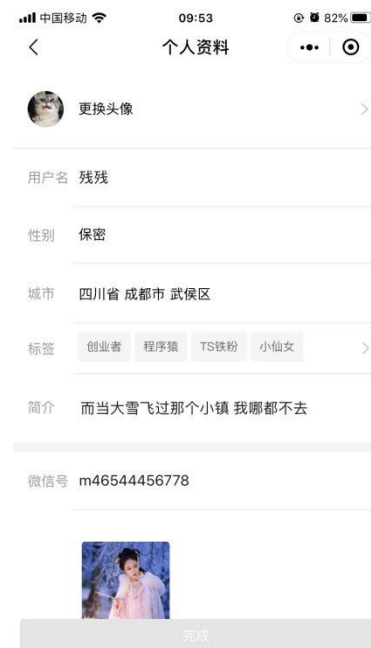 中国移动 09:53 82%
个人资料
更换头像
用户名 残残
性别 保密
城市 四川省 成都市 武侯区
标签 创业者 程序猿 TS铁粉 小仙女
简介 而当大雪飞过那个小镇 我哪都不去
微信号 m46544456778
完成